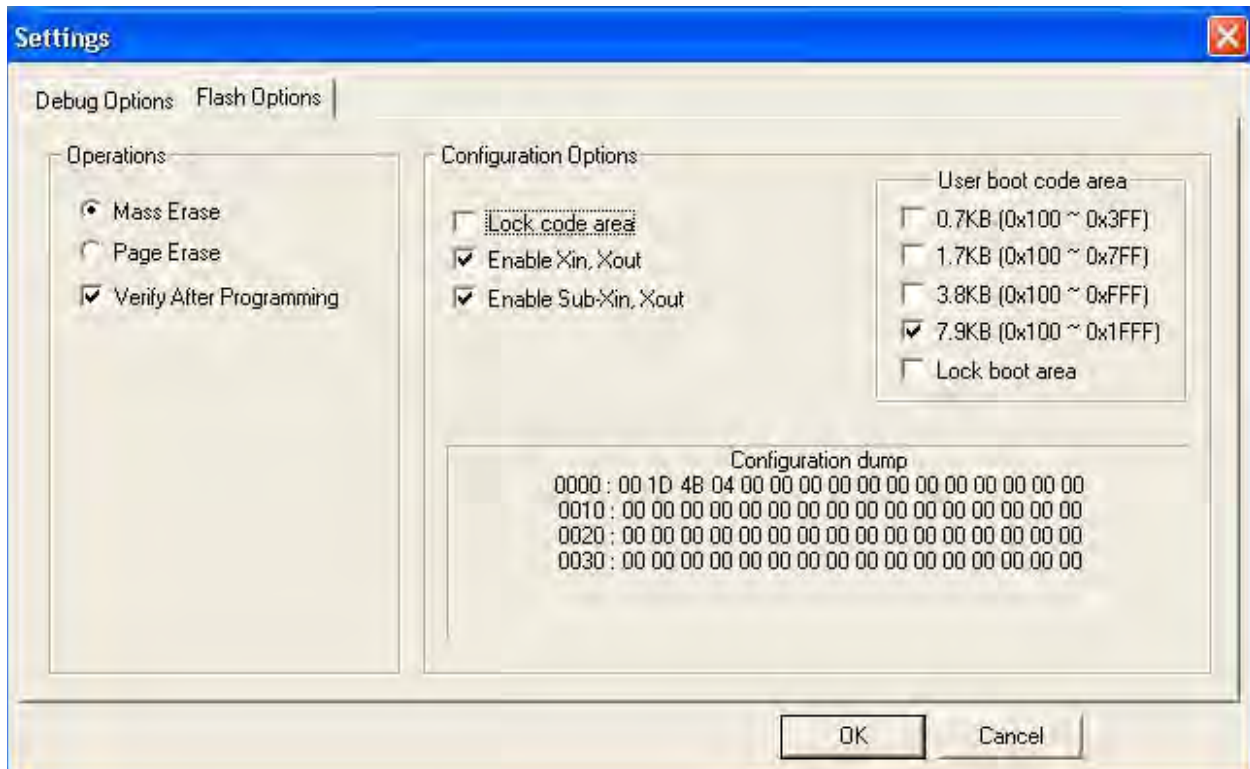 Settings
Debug Options Flash Options
Operations
Mass Erase
Page Erase
Verify After Programming
Configuration Options
Lock code area
Enable Xin, Xout
Enable Sub-Xin, Xout
User boot code area
0.7KB (0x100 ~ 0x3FF)
1.7KB (0x100 ~ 0x7FF)
3.8KB (0x100 ~ 0xFFF)
7.9KB (0x100 ~ 0x1FFF)
Lock boot area
Configuration dump
0000 : 00 1D 4B 04 00 00 00 00 00 00 00 00 00 00 00 00
0010 : 00 00 00 00 00 00 00 00 00 00 00 00 00 00 00 00
0020 : 00 00 00 00 00 00 00 00 00 00 00 00 00 00 00 00
0030 : 00 00 00 00 00 00 00 00 00 00 00 00 00 00 00 00
OK Cancel